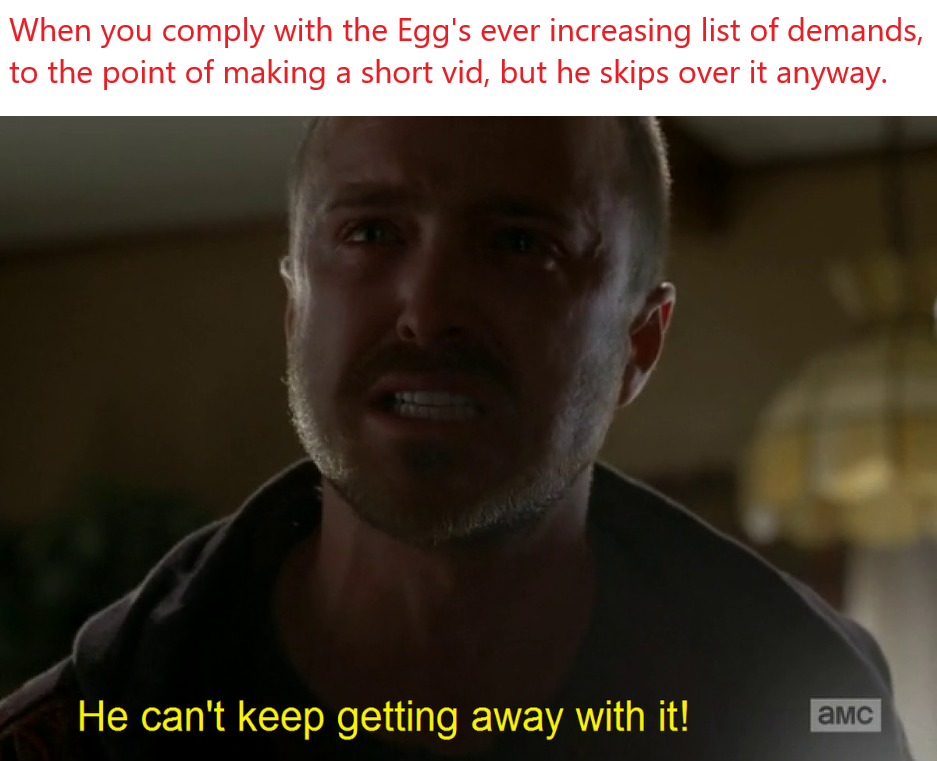 When you comply with the Egg's ever increasing list of demands,
to the point of making a short vid, but he skips over it anyway.
He can't keep getting away with it!
aMC